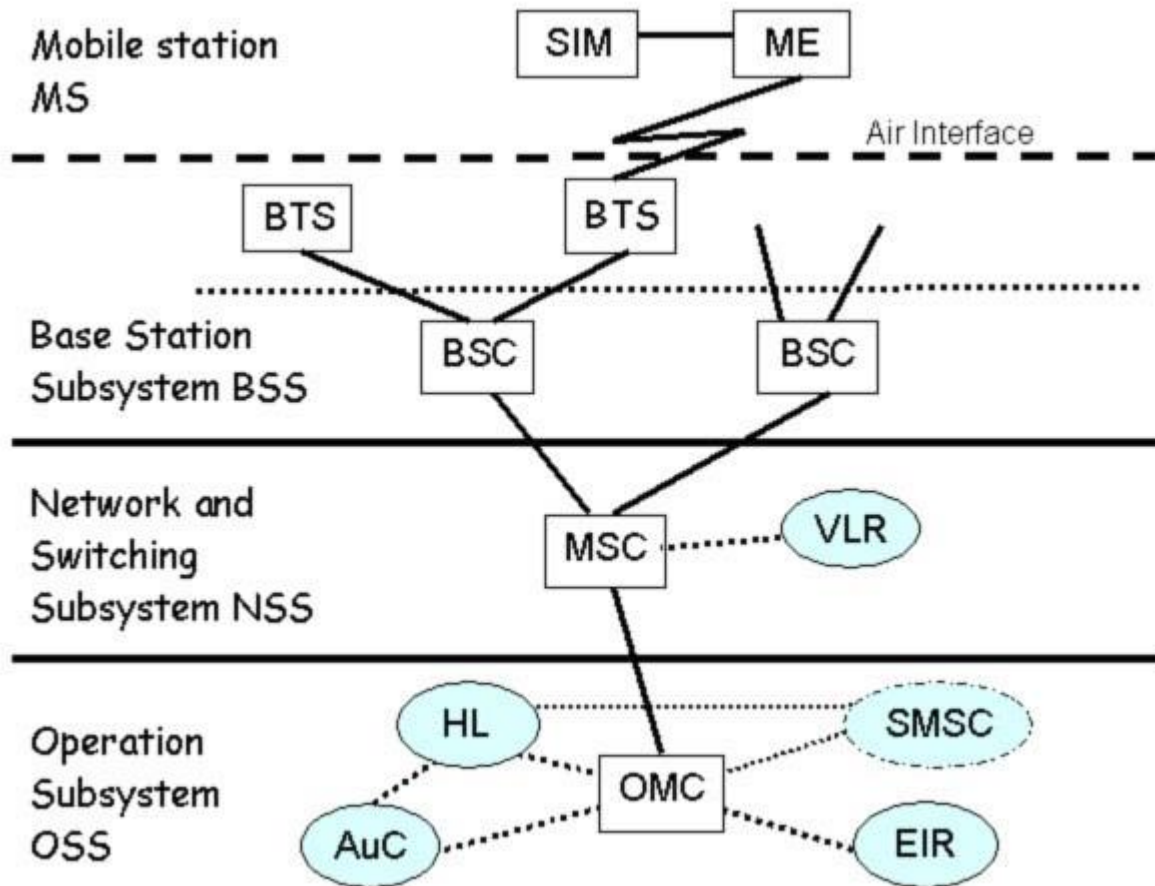 Mobile station
MS
SIM
ME
Air Interface
BTS
BTS
Base Station
Subsystem BSS
BSC
BSC
Network and
Switching
Subsystem NSS
MSC
VLR
Operation
Subsystem
OSS
HL
SMSC
OMC
AuC
EIR